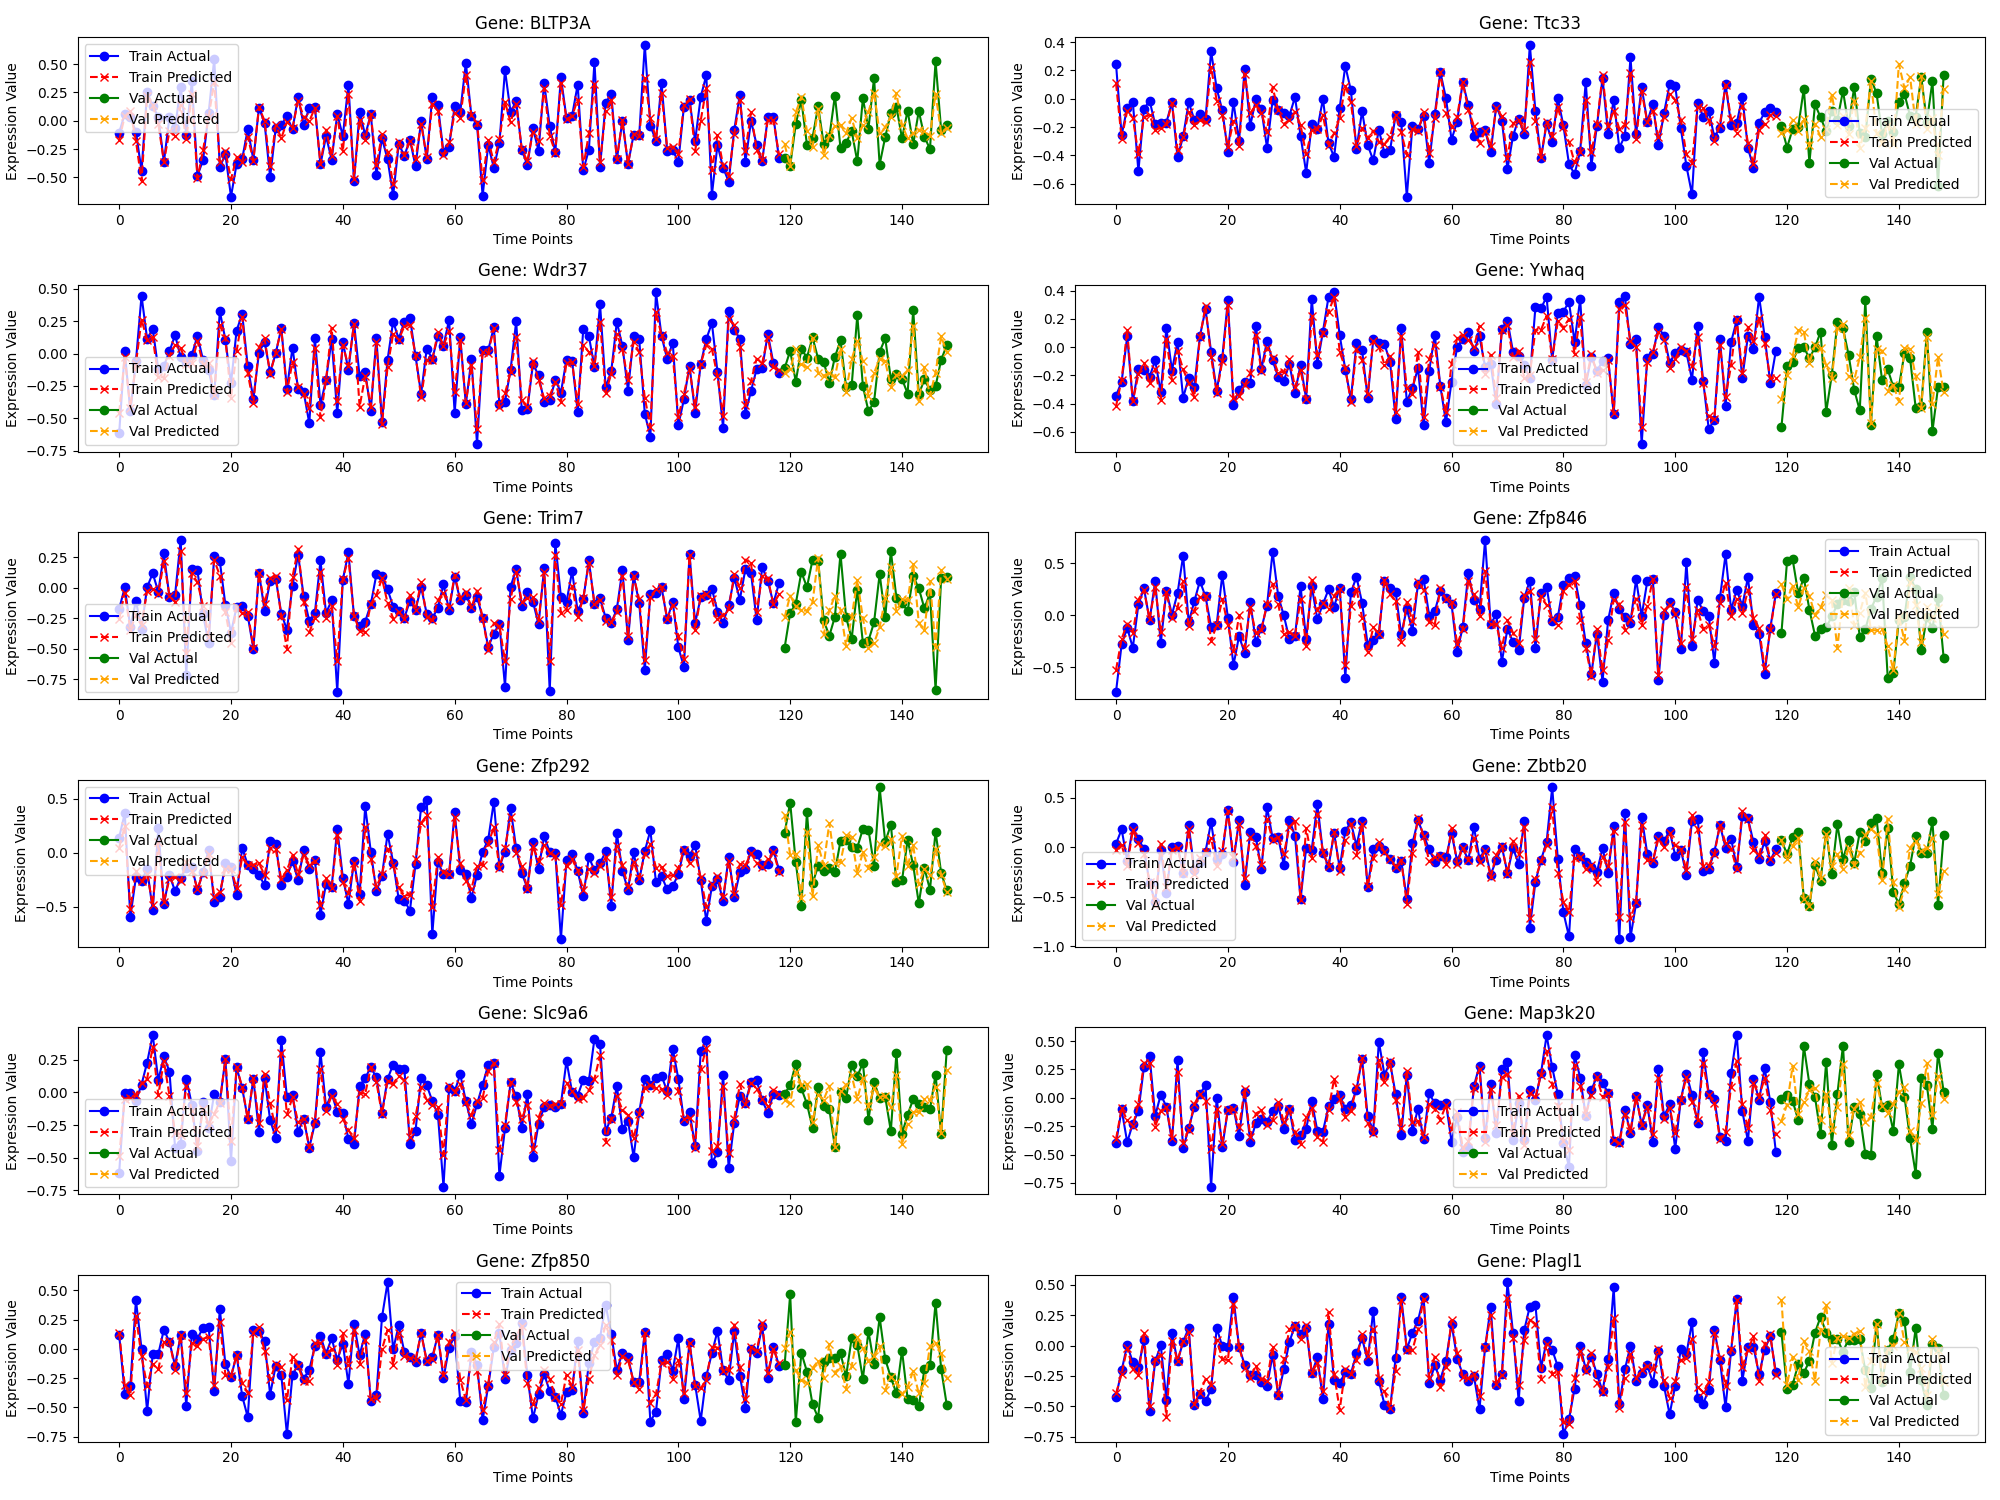 Gene: BLTP3A
Expression Value
0.50
0.25
0.00
−0.25
−0.50
Train Actual
Train Predicted
Val Actual
Val Predicted
0 20 40 60 80 100 120 140
Time Points
Gene: Ttc33
Expression Value
0.4
0.2
0.0
−0.2
−0.4
−0.6
Train Actual
Train Predicted
Val Actual
Val Predicted
0 20 40 60 80 100 120 140
Time Points
Gene: Wdr37
Expression Value
0.50
0.25
0.00
−0.25
−0.50
−0.75
Train Actual
Train Predicted
Val Actual
Val Predicted
0 20 40 60 80 100 120 140
Time Points
Gene: Ywhaq
Expression Value
0.4
0.2
0.0
−0.2
−0.4
−0.6
Train Actual
Train Predicted
Val Actual
Val Predicted
0 20 40 60 80 100 120 140
Time Points
Gene: Trim7
Expression Value
0.25
0.00
−0.25
−0.50
−0.75
Train Actual
Train Predicted
Val Actual
Val Predicted
0 20 40 60 80 100 120 140
Time Points
Gene: Zfp846
Expression Value
0.5
0.0
−0.5
Train Actual
Train Predicted
Val Actual
Val Predicted
0 20 40 60 80 100 120 140
Time Points
Gene: Zfp292
Expression Value
0.5
0.0
−0.5
Train Actual
Train Predicted
Val Actual
Val Predicted
0 20 40 60 80 100 120 140
Time Points
Gene: Zbtb20
Expression Value
0.5
0.0
−0.5
−1.0
Train Actual
Train Predicted
Val Actual
Val Predicted
0 20 40 60 80 100 120 140
Time Points
Gene: Slc9a6
Expression Value
0.25
0.00
−0.25
−0.50
−0.75
Train Actual
Train Predicted
Val Actual
Val Predicted
0 20 40 60 80 100 120 140
Time Points
Gene: Map3k20
Expression Value
0.50
0.25
0.00
−0.25
−0.50
−0.75
Train Actual
Train Predicted
Val Actual
Val Predicted
0 20 40 60 80 100 120 140
Time Points
Gene: Zfp850
Expression Value
0.50
0.25
0.00
−0.25
−0.50
−0.75
Train Actual
Train Predicted
Val Actual
Val Predicted
0 20 40 60 80 100 120 140
Time Points
Gene: Plagl1
Expression Value
0.50
0.25
0.00
−0.25
−0.50
−0.75
Train Actual
Train Predicted
Val Actual
Val Predicted
0 20 40 60 80 100 120 140
Time Points